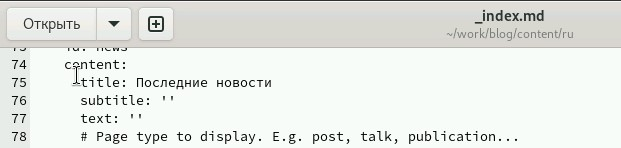 Открыть
_index.md
~/work/blog/content/ru
73 id: news
74 content:
75 title: Последние новости
76 subtitle: ''
77 text: ''
78 # Page type to display. E.g. post, talk, publication...